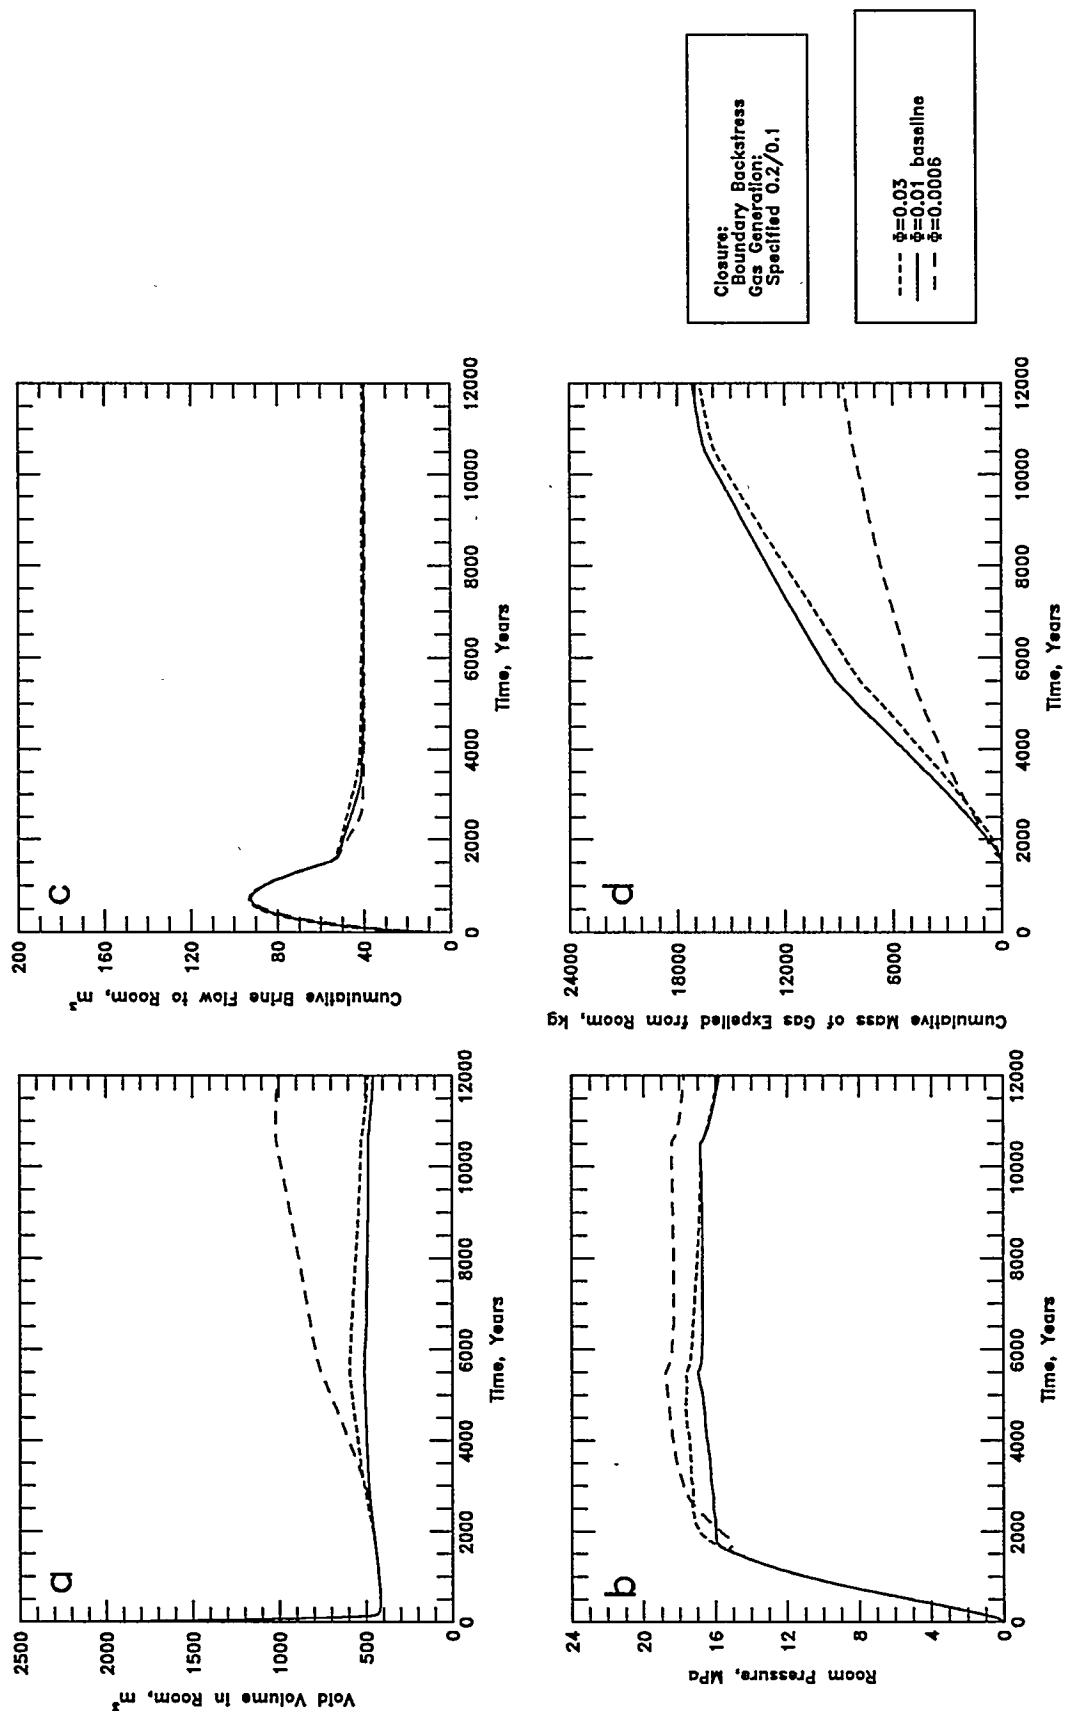 a
Void Volume in Room, m³
2500
2000
1500
1000
500
0
0 2000 4000 6000 8000 10000 12000
Time, Years
b
Room Pressure, MPa
24
20
16
12
8
4
0
0 2000 4000 6000 8000 10000 12000
Time, Years
c
Cumulative Brine Flow to Room, m³
200
160
120
80
40
0
0 2000 4000 6000 8000 10000 12000
Time, Years
d
Cumulative Mass of Gas Expelled from Room, kg
24000
18000
12000
6000
0
0 2000 4000 6000 8000 10000 12000
Time, Years
Closure:
Boundary Backstress
Gas Generation:
Specified 0.2/0.1
Φ=0.03
Φ=0.01 baseline
Φ=0.0006